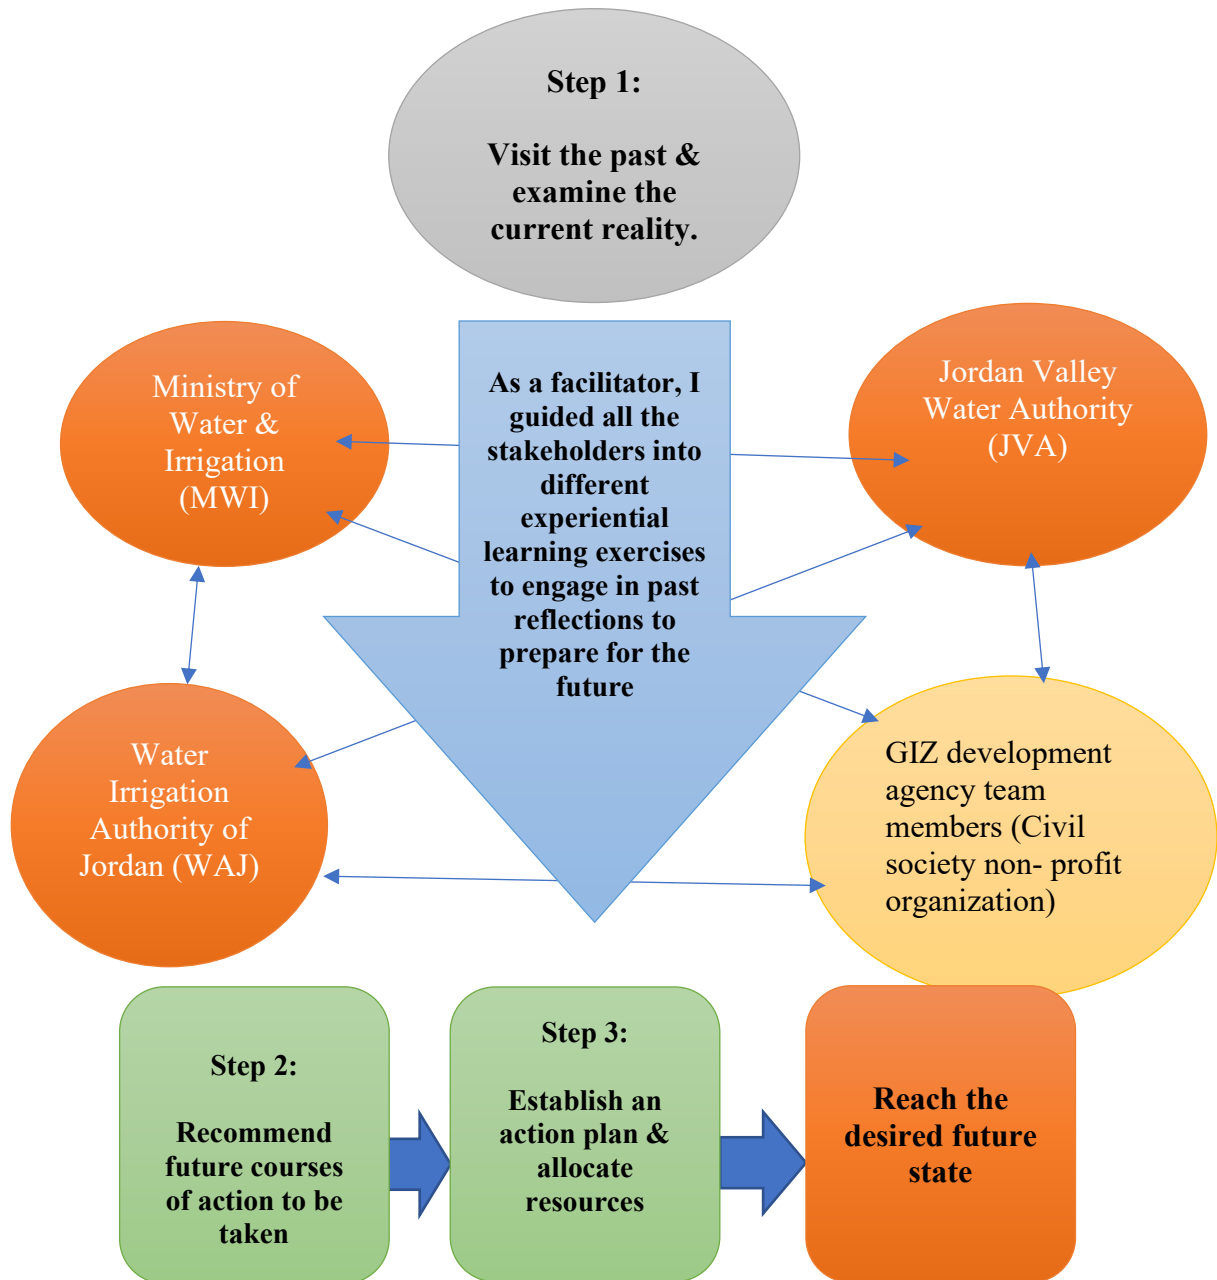 Step 1:
Visit the past &
examine the
current reality.
Ministry of
Water &
Irrigation
(MWI)
As a facilitator, I
guided all the
stakeholders into
different
experiential
learning exercises
to engage in past
reflections to
prepare for the
future
Jordan Valley
Water Authority
(JVA)
Water
Irrigation
Authority of
Jordan (WAJ)
GIZ development
agency team
members (Civil
society non- profit
organization)
Step 2:
Recommend
future courses
of action to be
taken
Step 3:
Establish an
action plan &
allocate
resources
Reach the
desired future
state